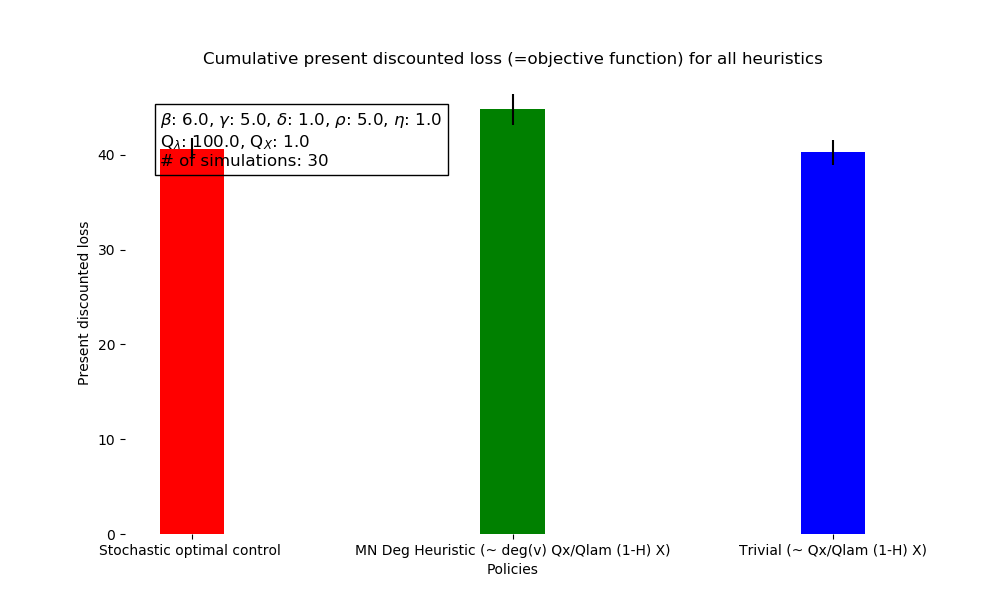 Cumulative present discounted loss (=objective function) for all heuristics
β: 6.0, γ: 5.0, δ: 1.0, ρ: 5.0, η: 1.0
Qλ: 100.0, Qχ: 1.0
# of simulations: 30
Present discounted loss
40
30
20
10
0
Stochastic optimal control
MN Deg Heuristic (~ deg(v) Qx/Qlam (1-H) X)
Trivial (~ Qx/Qlam (1-H) X)
Policies